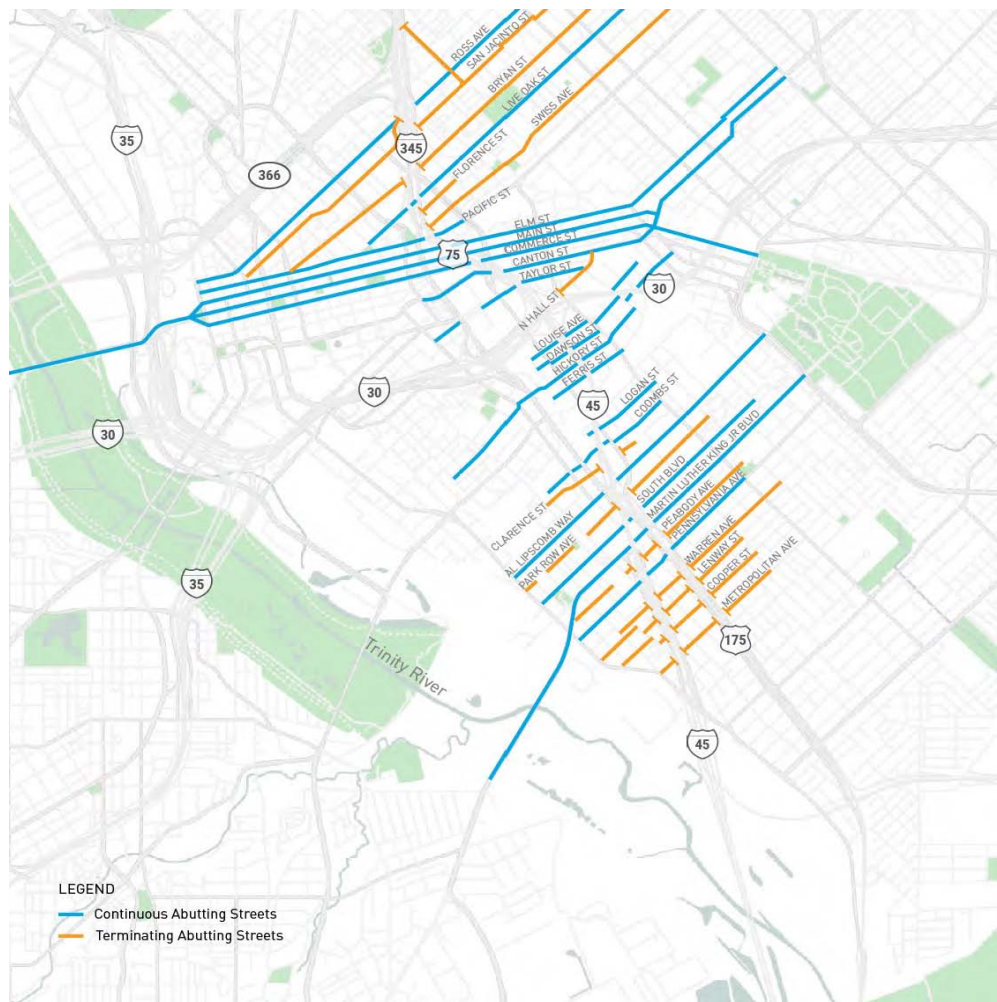 ROSS AVE
SAN JACINTO ST
BRYAN ST
LIVE OAK ST
SWISS AVE
35
345
366
FLORENCE ST
PACIFIC ST
75
ELM ST
MAIN ST
COMMERCE ST
CANTON ST
TAYLOR ST
N HALL ST
30
LOUISE AVE
DAWSON ST
HICKORY ST
FERRIS ST
30
LOGAN ST
COOMBS ST
45
30
SOUTH BLVD
MARTIN LUTHER KING JR BLVD
PEABODY AVE
PENNSYLVANIA AVE
CLARENCE ST
AL LIPSCOMB WAY
PARK ROW AVE
WARREN AVE
LENWAY ST
COOPER ST
METROPOLITAN AVE
35
175
Trinity River
45
LEGEND
Continuous Abutting Streets
Terminating Abutting Streets